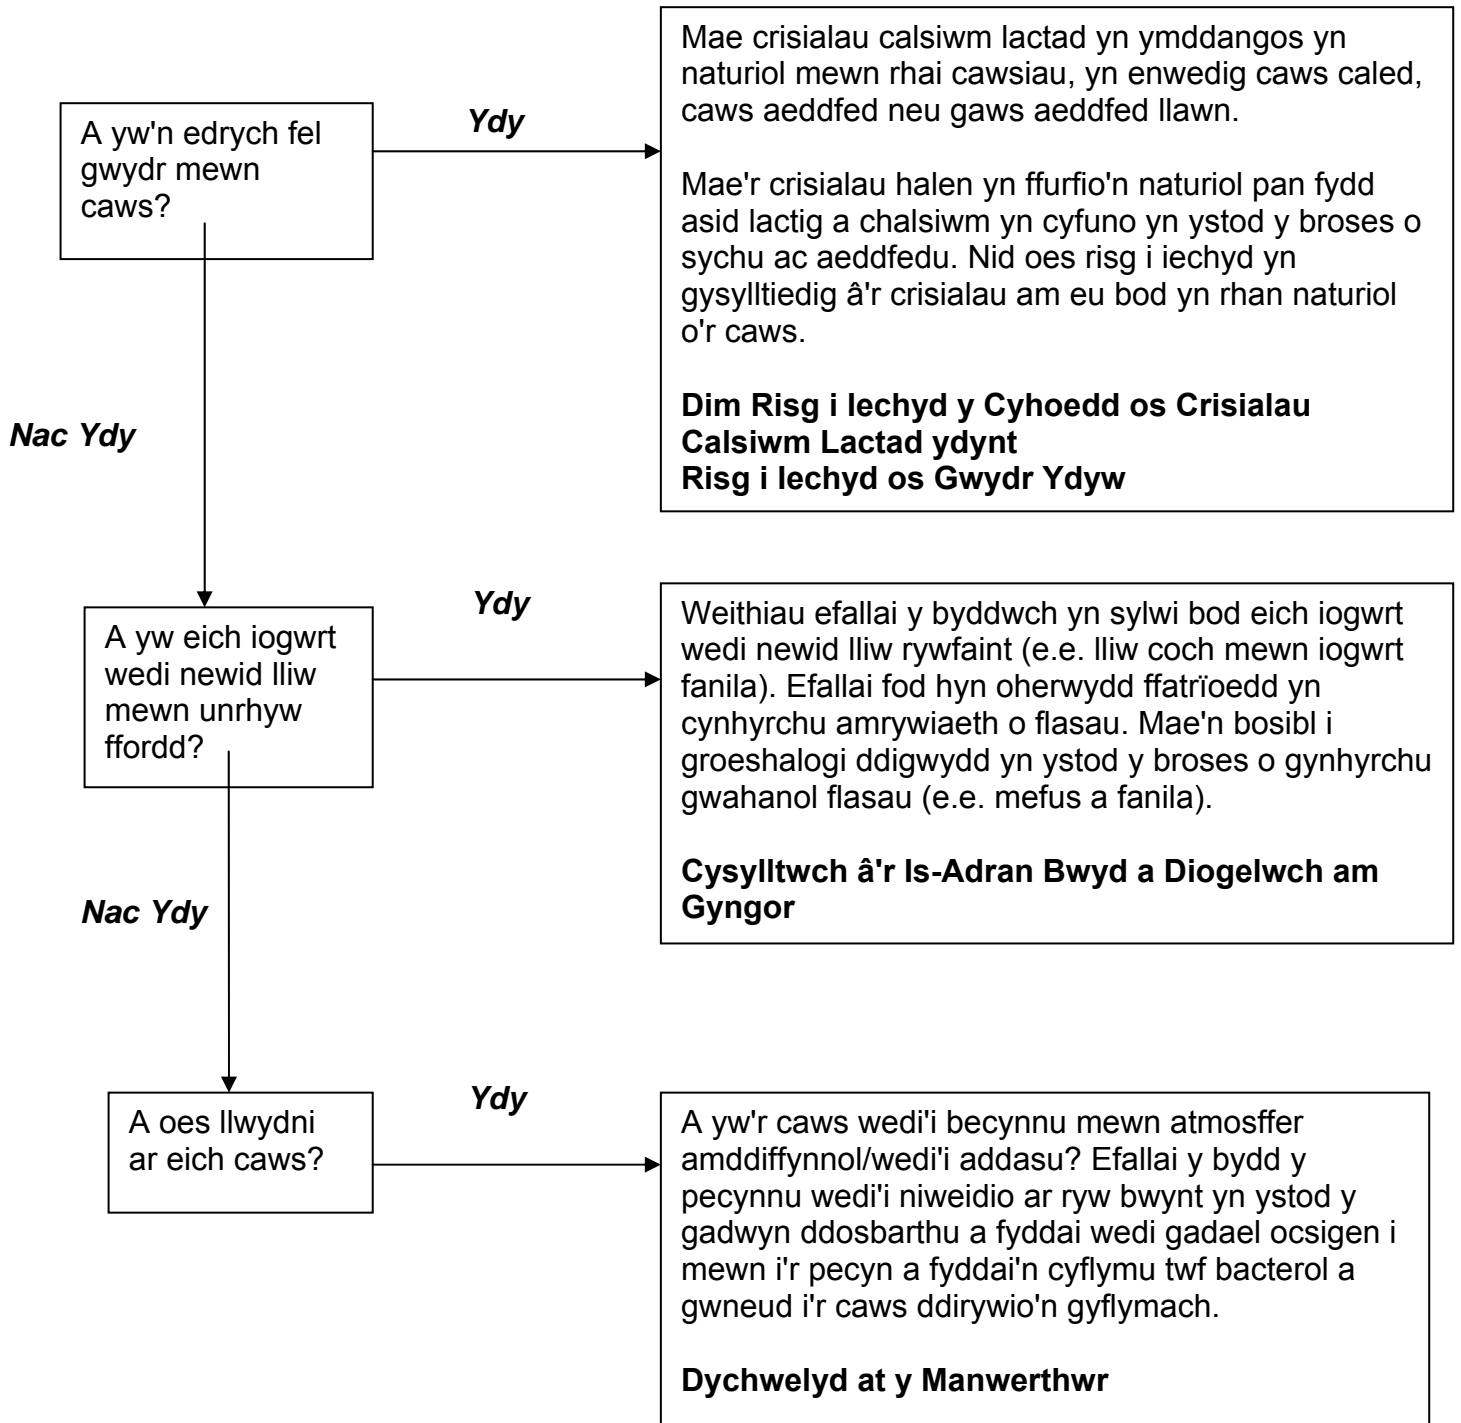 A yw'n edrych fel
gwydr mewn
caws?
Ydy
Mae crisialau calsiwm lactad yn ymddangos yn
naturiol mewn rhai cawsiau, yn enwedig caws caled,
caws aeddfed neu gaws aeddfed llawn.
Mae'r crisialau halen yn ffurfio'n naturiol pan fydd
asid lactig a chalsiwm yn cyfuno yn ystod y broses o
sychu ac aeddfedu. Nid oes risg i iechyd yn
gysylltiedig â'r crisialau am eu bod yn rhan naturiol
o'r caws.
Dim Risg i Iechyd y Cyhoedd os Crisialau
Calsiwm Lactad ydynt
Risg i Iechyd os Gwydr Ydyw
Nac Ydy
A yw eich iogwrt
wedi newid lliw
mewn unrhyw
ffordd?
Ydy
Weithiau efallai y byddwch yn sylwi bod eich iogwrt
wedi newid lliw rywfaint (e.e. lliw coch mewn iogwrt
fanila). Efallai fod hyn oherwydd ffatrïoedd yn
cynhyrchu amrywiaeth o flasau. Mae'n bosibl i
groeshalogi ddigwydd yn ystod y broses o gynhyrchu
gwahanol flasau (e.e. mefus a fanila).
Cysylltwch â'r Is-Adran Bwyd a Diogelwch am
Gyngor
Nac Ydy
A oes llwydni
ar eich caws?
Ydy
A yw'r caws wedi'i becynnu mewn atmosffer
amddiffynnol/wedi'i addasu? Efallai y bydd y
pecynnu wedi'i niweidio ar ryw bwynt yn ystod y
gadwyn ddosbarthu a fyddai wedi gadael ocsigen i
mewn i'r pecyn a fyddai'n cyflymu twf bacterol a
gwneud i'r caws ddirywio'n gyflymach.
Dychwelyd at y Manwerthwr